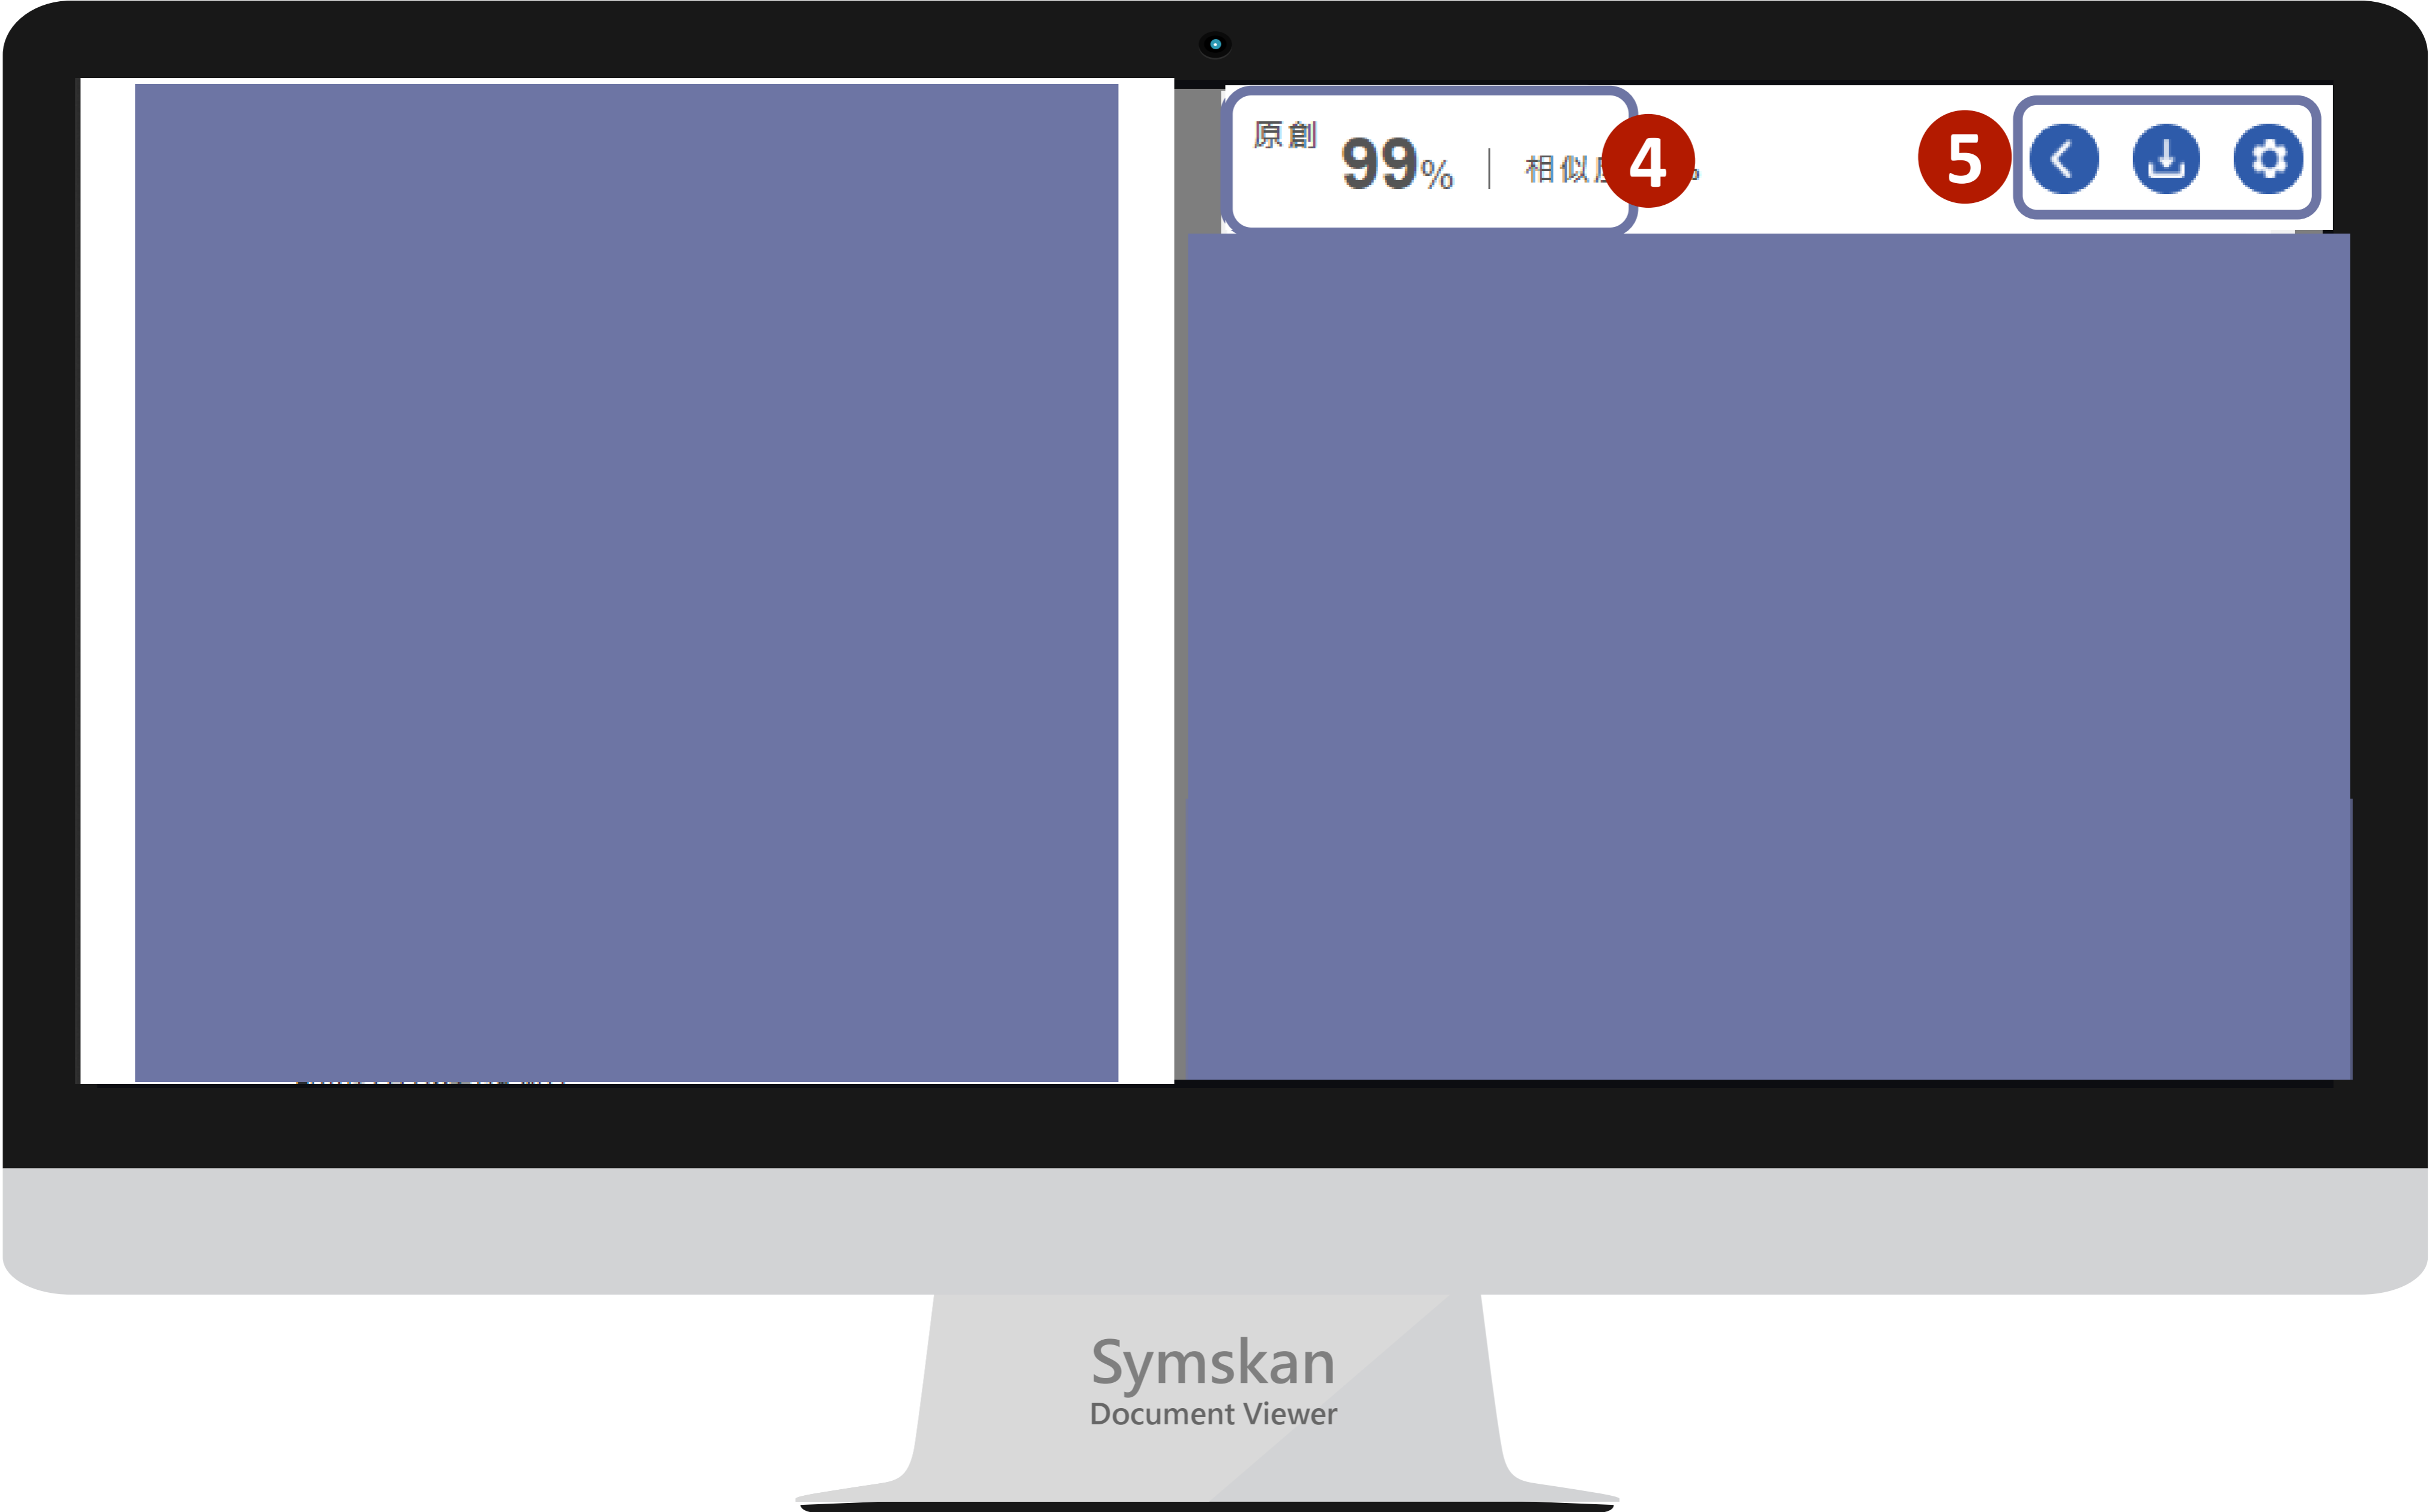 原創
99%
相似
4
5
Symskan
Document Viewer